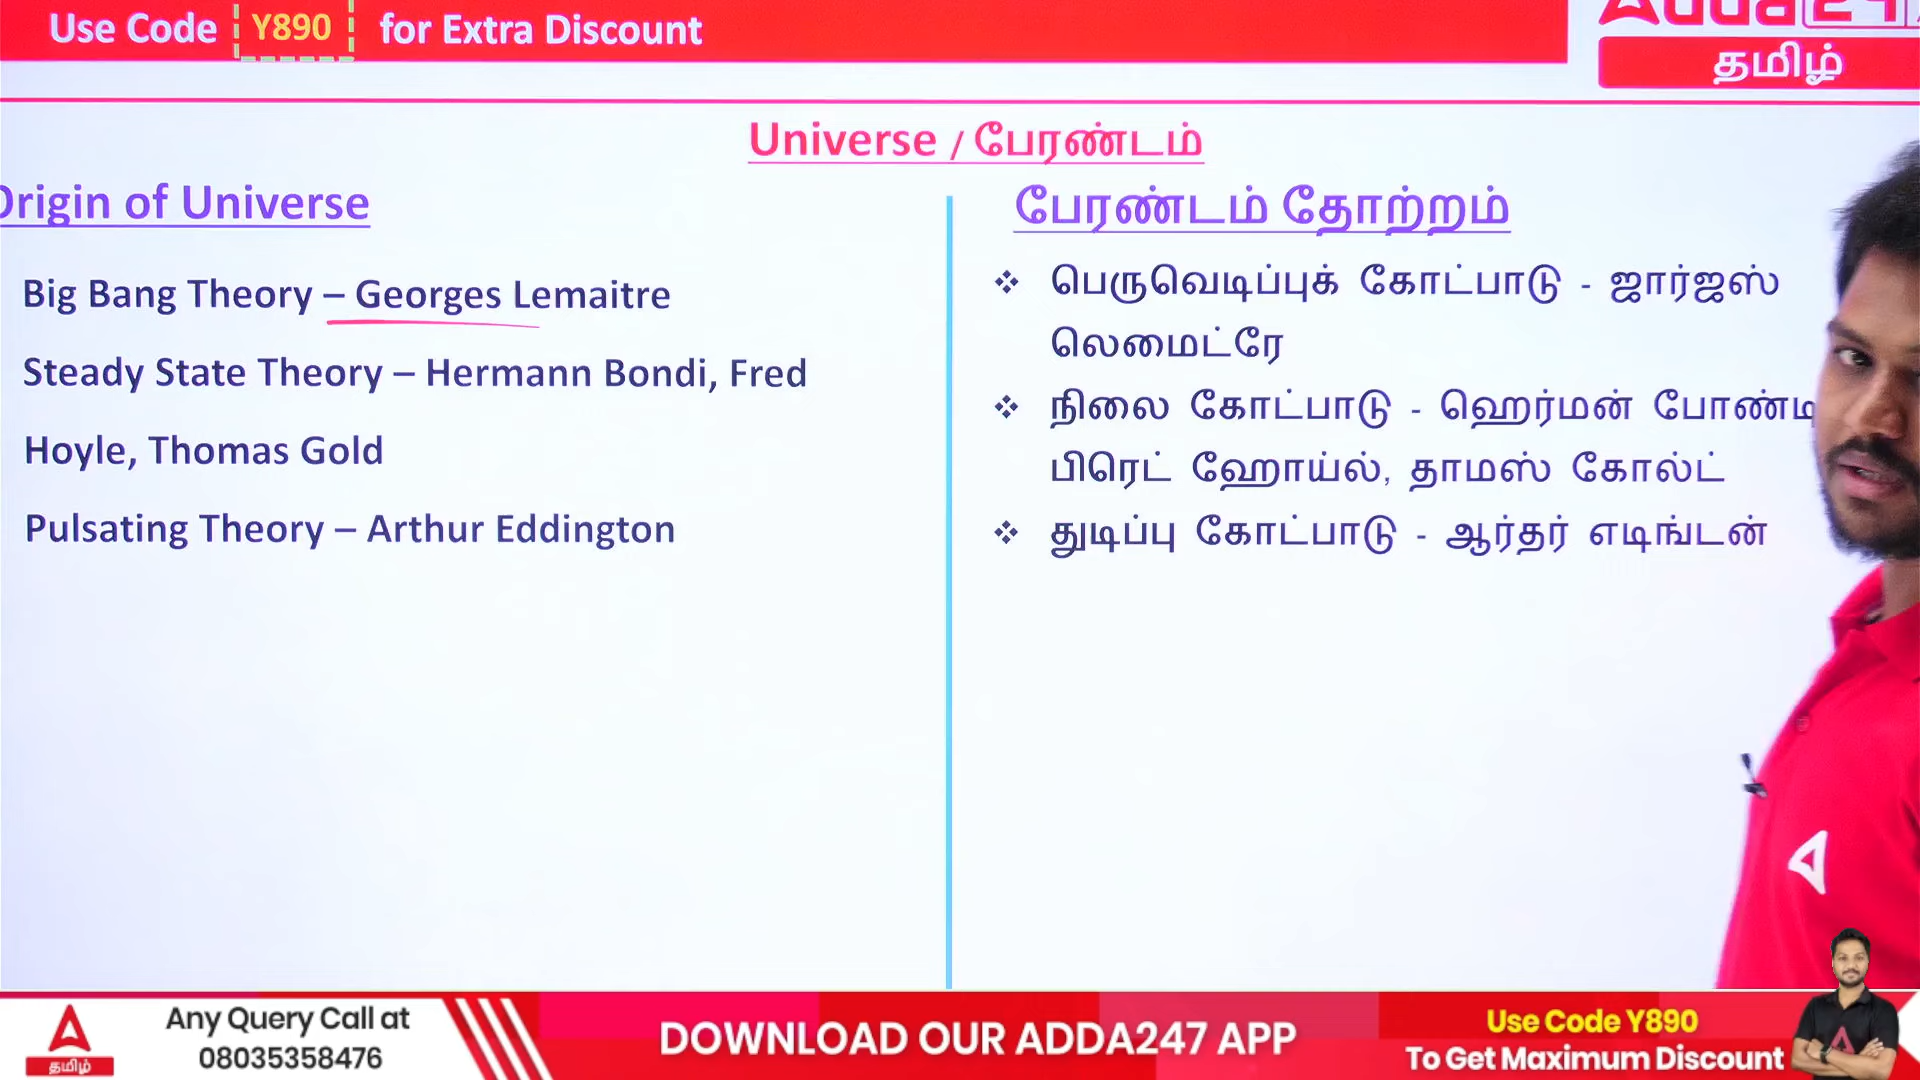 Use Code Y890 for Extra Discount
Adda247
தமிழ்
Universe / பேரண்டம்
Origin of Universe
Big Bang Theory – Georges Lemaitre
Steady State Theory – Hermann Bondi, Fred
Hoyle, Thomas Gold
Pulsating Theory – Arthur Eddington
பேரண்டம் தோற்றம்
❖ பெருவெடிப்புக் கோட்பாடு - ஜார்ஜஸ்
லெமைட்ரே
❖ நிலை கோட்பாடு - ஹெர்மன் போண்டி
பிரெட் ஹோய்ல், தாமஸ் கோல்ட்
❖ துடிப்பு கோட்பாடு - ஆர்தர் எடிங்டன்
தமிழ்
Any Query Call at
08035358476
DOWNLOAD OUR ADDA247 APP
Use Code Y890
To Get Maximum Discount